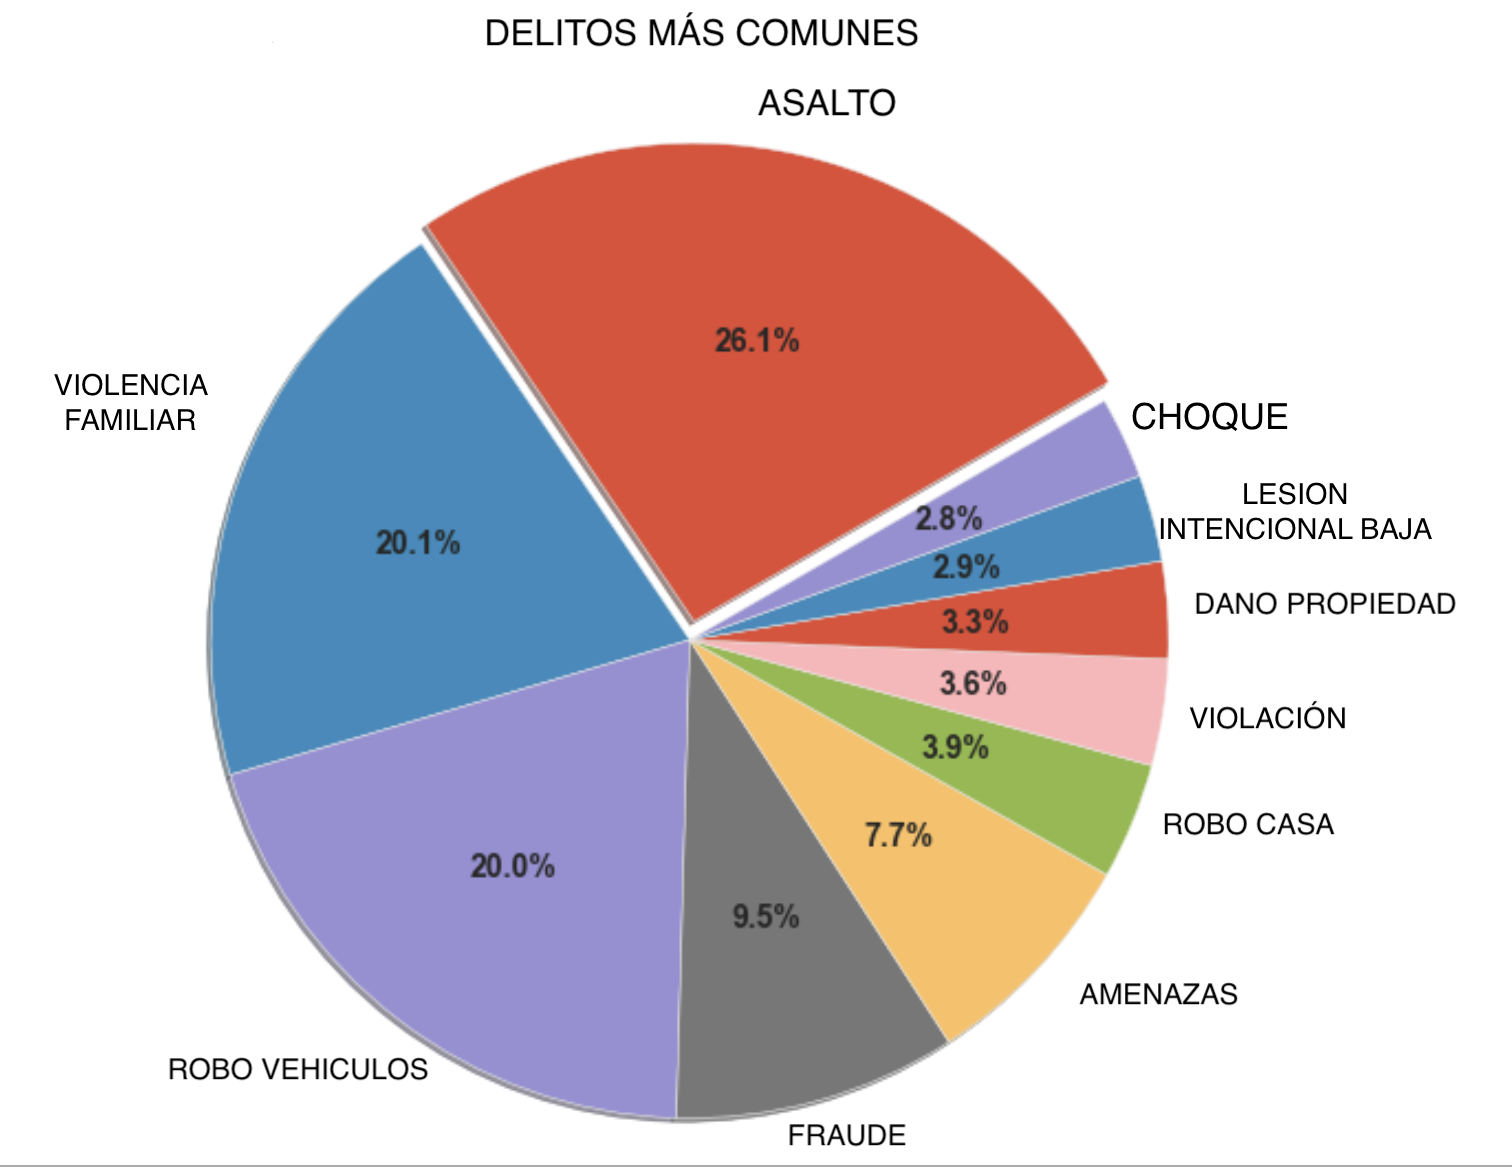 DELITOS MÁS COMUNES
ASALTO
26.1%
CHOQUE
2.8%
LESION
INTENCIONAL BAJA
2.9%
DANO PROPIEDAD
3.3%
VIOLACIÓN
3.6%
ROBO CASA
3.9%
AMENAZAS
7.7%
FRAUDE
9.5%
ROBO VEHICULOS
20.0%
VIOLENCIA
FAMILIAR
20.1%